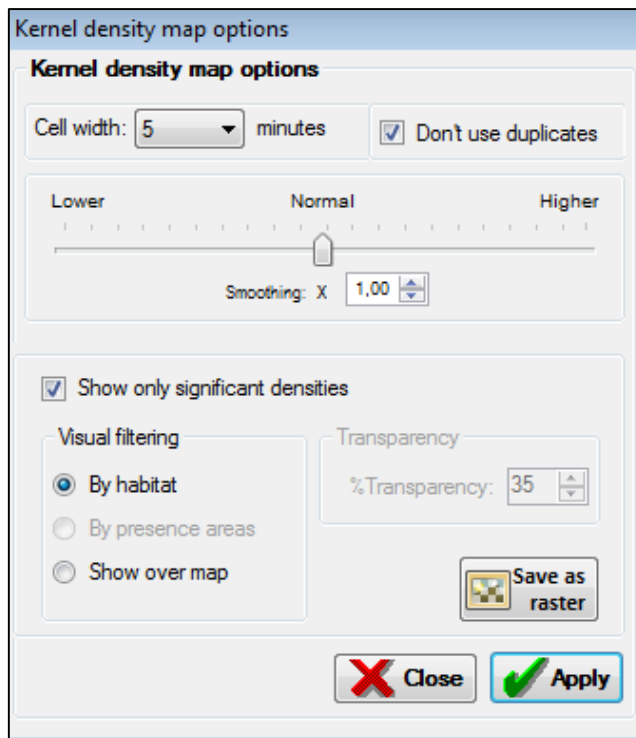 Kernel density map options
Kernel density map options
Cell width: 5 minutes
Don't use duplicates
Lower Normal Higher
Smoothing: X 1,00
Show only significant densities
Visual filtering
By habitat
By presence areas
Show over map
Transparency
%Transparency: 35
Save as
raster
Close
Apply